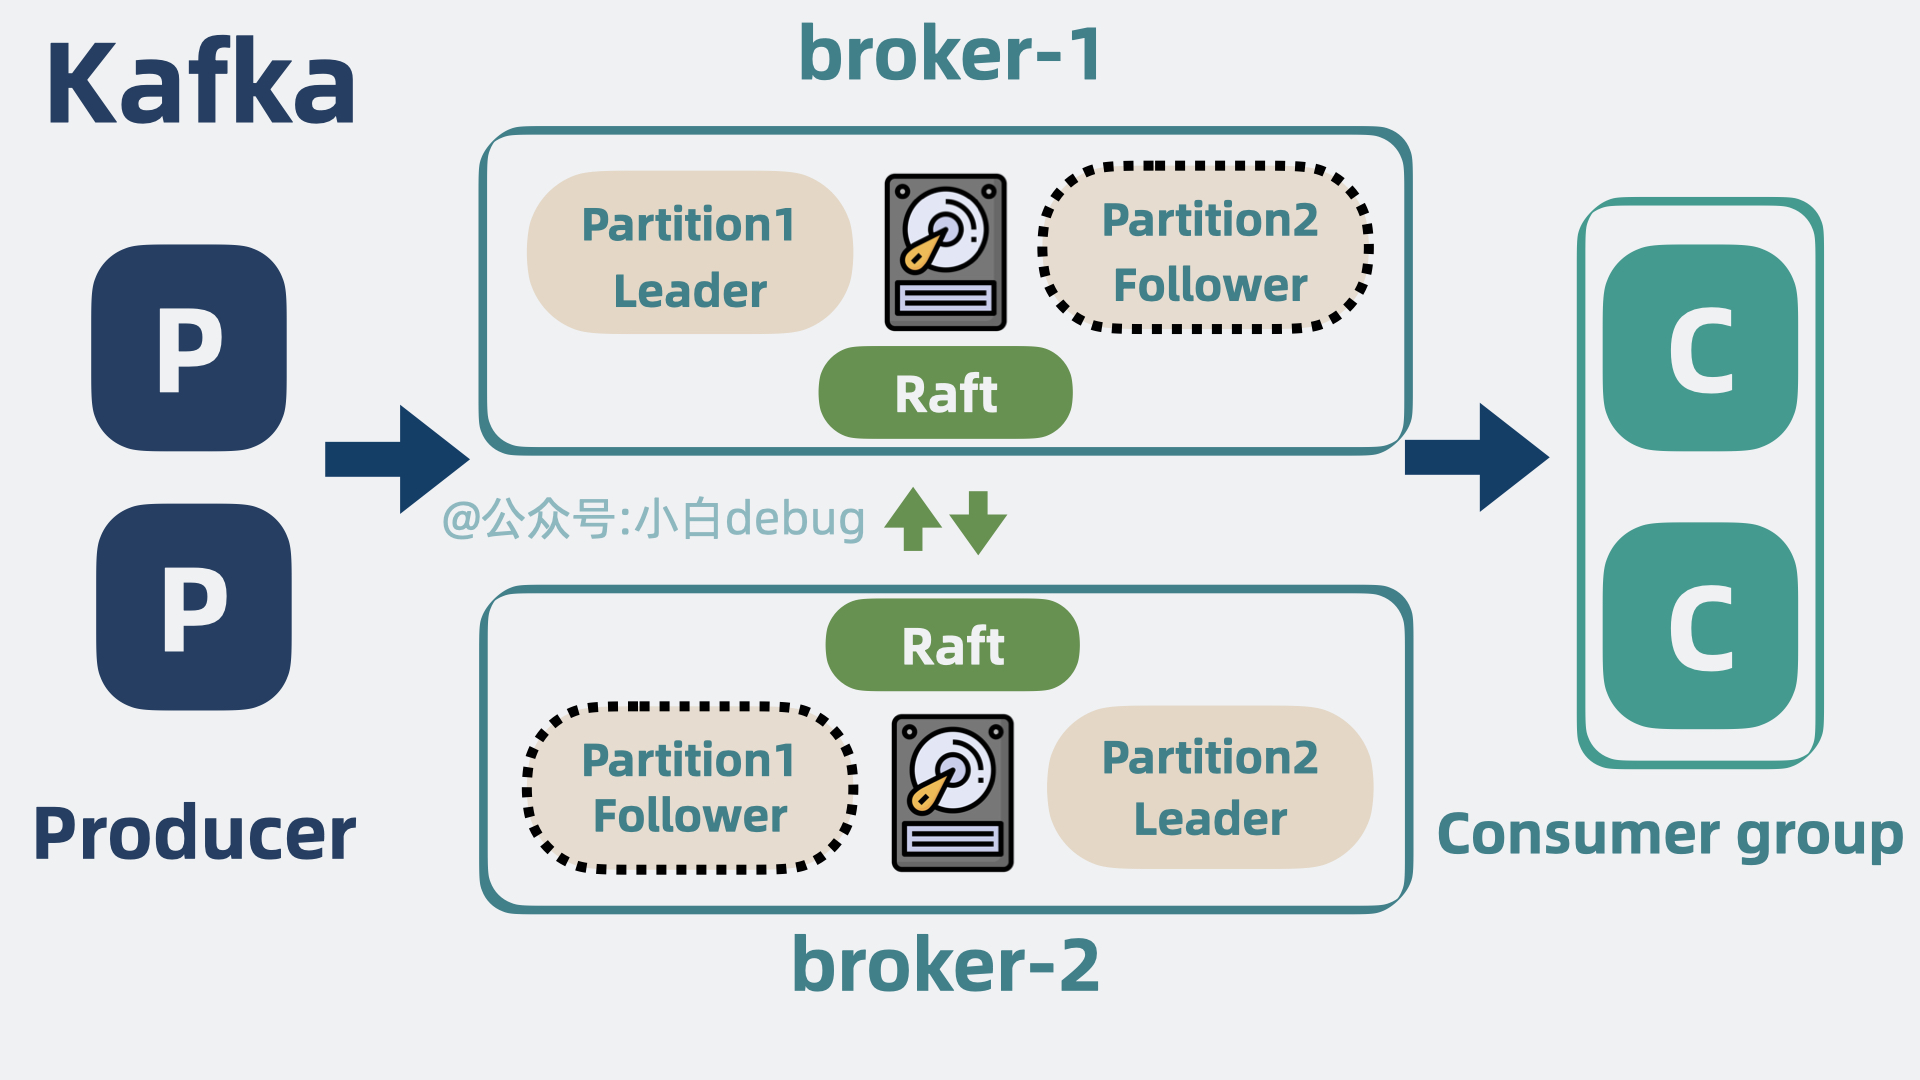 Kafka
broker-1
Partition1
Leader
Partition2
Follower
Raft
P
P
Producer
@公众号:小白debug
Raft
Partition1
Follower
Partition2
Leader
broker-2
C
C
Consumer group